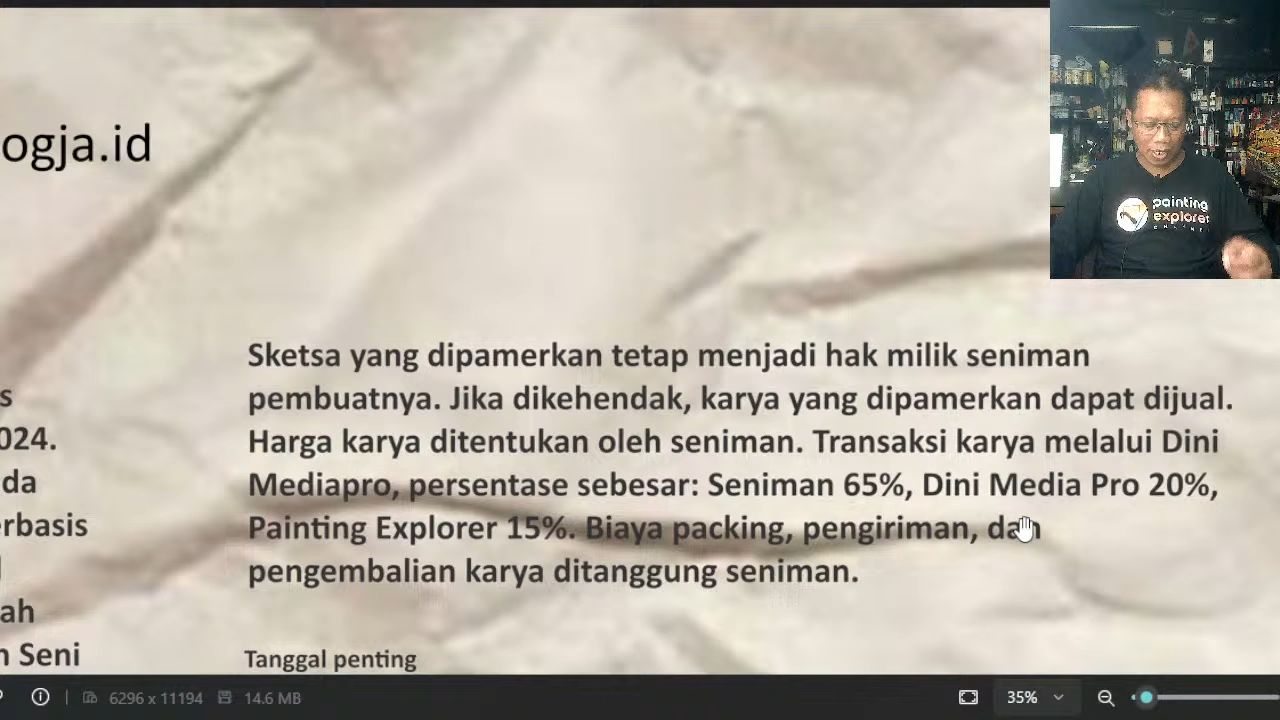 ogja.id
painting
explorer
Sketsa yang dipamerkan tetap menjadi hak milik seniman
pembuatnya. Jika dikehendak, karya yang dipamerkan dapat dijual.
Harga karya ditentukan oleh seniman. Transaksi karya melalui Dini
Mediapro, persentase sebesar: Seniman 65%, Dini Media Pro 20%,
Painting Explorer 15%. Biaya packing, pengiriman, dan
pengembalian karya ditanggung seniman.
s
024.
da
erbasis
ah
n Seni
Tanggal penting
6296 x 11194
14.6 MB
35%